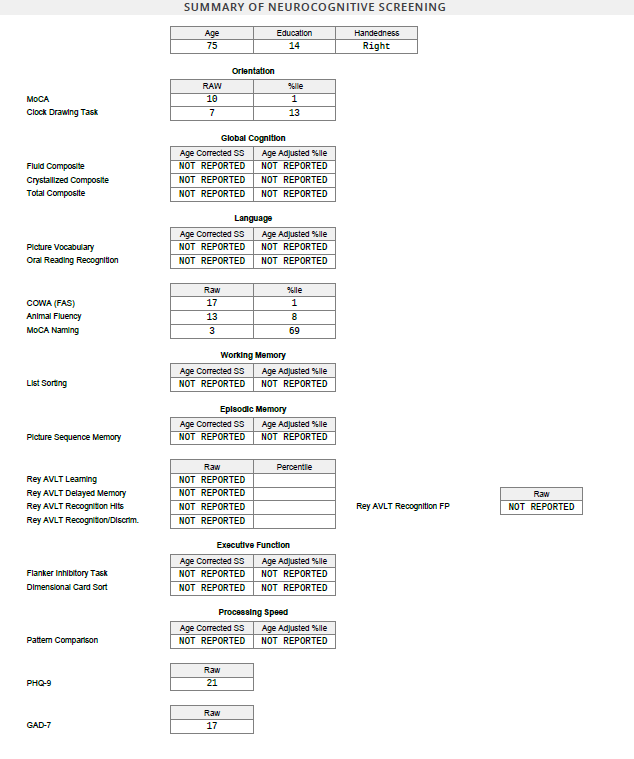 SUMMARY OF NEUROCOGNITIVE SCREENING
Age Education Handedness
75 14 Right
Orientation
RAW %ile
MoCA 10 1
Clock Drawing Task 7 13
Global Cognition
Age Corrected SS Age Adjusted %ile
Fluid Composite NOT REPORTED NOT REPORTED
Crystallized Composite NOT REPORTED NOT REPORTED
Total Composite NOT REPORTED NOT REPORTED
Language
Age Corrected SS Age Adjusted %ile
Picture Vocabulary NOT REPORTED NOT REPORTED
Oral Reading Recognition NOT REPORTED NOT REPORTED
Raw %ile
COWA (FAS) 17 1
Animal Fluency 13 8
MoCA Naming 3 69
Working Memory
Age Corrected SS Age Adjusted %ile
List Sorting NOT REPORTED NOT REPORTED
Episodic Memory
Age Corrected SS Age Adjusted %ile
Picture Sequence Memory NOT REPORTED NOT REPORTED
Raw Percentile
Rey AVLT Learning NOT REPORTED
Rey AVLT Delayed Memory NOT REPORTED Raw
Rey AVLT Recognition Hits NOT REPORTED Rey AVLT Recognition FP NOT REPORTED
Rey AVLT Recognition/Discrim. NOT REPORTED
Executive Function
Age Corrected SS Age Adjusted %ile
Flanker Inhibitory Task NOT REPORTED NOT REPORTED
Dimensional Card Sort NOT REPORTED NOT REPORTED
Processing Speed
Age Corrected SS Age Adjusted %ile
Pattern Comparison NOT REPORTED NOT REPORTED
Raw
PHQ-9 21
Raw
GAD-7 17